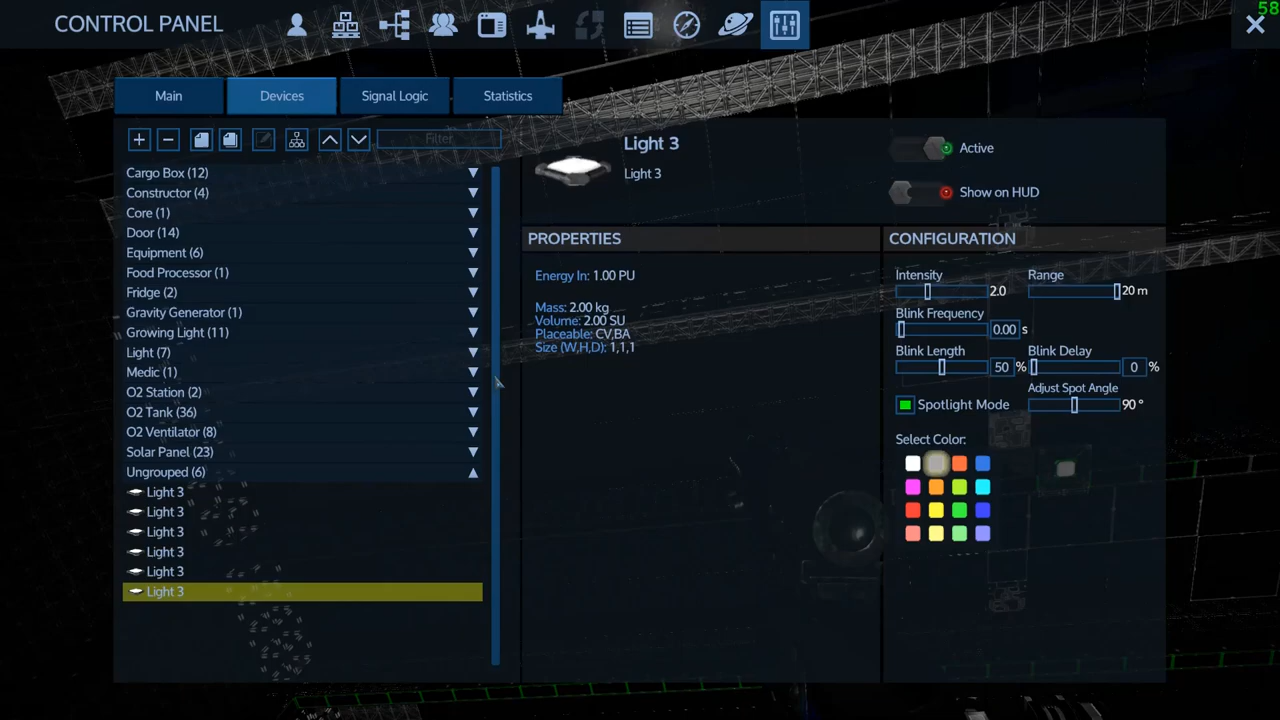 58
CONTROL PANEL
Main
Devices
Signal Logic
Statistics
Filter
Cargo Box (12)
Constructor (4)
Core (1)
Door (14)
Equipment (6)
Food Processor (1)
Fridge (2)
Gravity Generator (1)
Growing Light (11)
Light (7)
Medic (1)
O2 Station (2)
O2 Tank (36)
O2 Ventilator (8)
Solar Panel (23)
Ungrouped (6)
Light 3
Light 3
Light 3
Light 3
Light 3
Light 3
Light 3
Light 3
Active
Show on HUD
PROPERTIES
Energy In: 1.00 PU
Mass: 2.00 kg
Volume: 2.00 SU
Placeable: CV,BA
Size (W,H,D): 1,1,1
CONFIGURATION
Intensity Range
2.0 20 m
Blink Frequency
0.00 s
Blink Length Blink Delay
50 % 0 %
Adjust Spot Angle
Spotlight Mode 90 °
Select Color: